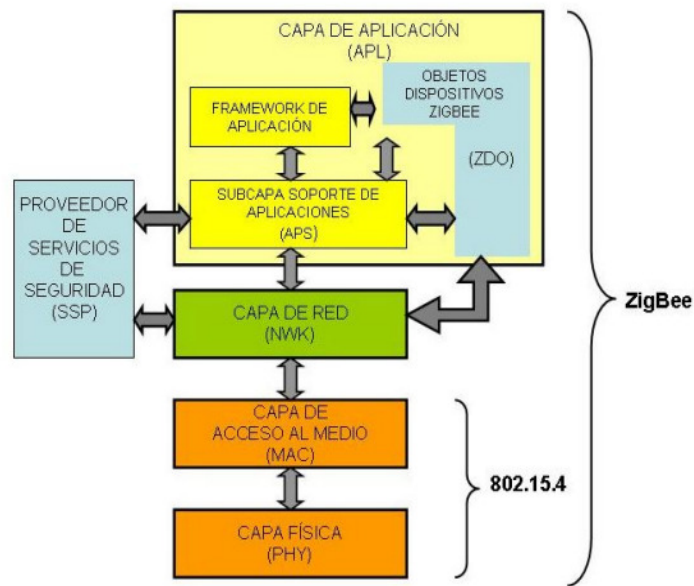 CAPA DE APLICACIÓN
(APL)
OBJETOS
DISPOSITIVOS
ZIGBEE
(ZDO)
FRAMEWORK DE
APLICACIÓN
SUBCAPA SOPORTE DE
APLICACIONES
(APS)
PROVEEDOR
DE
SERVICIOS
DE
SEGURIDAD
(SSP)
CAPA DE RED
(NWK)
ZigBee
CAPA DE
ACCESO AL MEDIO
(MAC)
802.15.4
CAPA FÍSICA
(PHY)